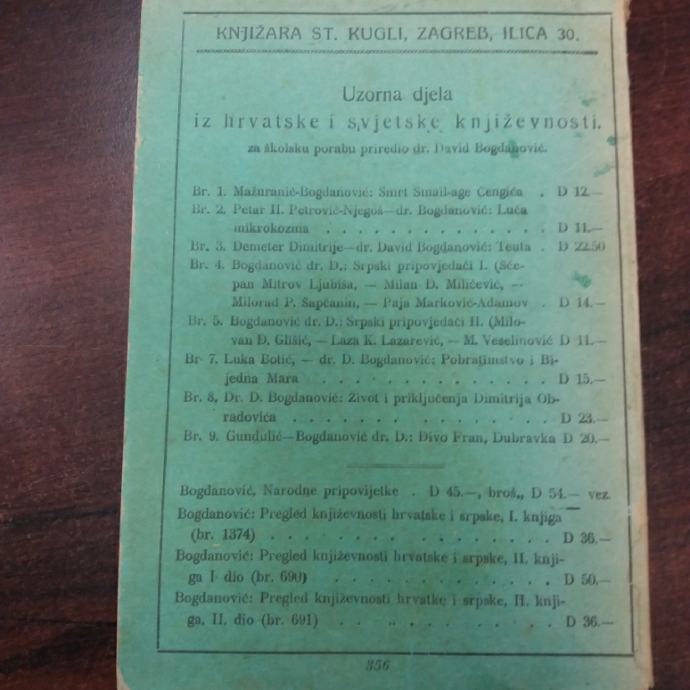 KNJIŽARA ST. KUGLI, ZAGREB, ILICA 30.
Uzorna djela
iz hrvatske i svjetske književnosti.
za školsku porabu priredio dr. David Bogdanović.
Br. 1. Mažuranić-Bogdanović: Smrt Smail-age Čengića . D 12.—
Br. 2. Petar II. Petrović-Njegoš—dr. Bogdanović: Luča
mikrokozma . . . . . . . . . . . . . . D 11.—
Br. 3. Demeter Dimitrije—dr. David Bogdanović: Teuta . D 22.50
Br. 4. Bogdanović dr. D.: Srpski pripovjedači I. (Šće-
pan Mitrov Ljubiša, — Milan D. Milićević, —
Milorad P. Šapčanin, — Paja Marković-Adamov . D 14.—
Br. 5. Bogdanović dr. D.: Srpski pripovjedači II. (Milo-
van D. Glišić, — Laza K. Lazarević, — M. Veselinović D 11.—
Br. 7. Luka Botić, — dr. D. Bogdanović: Pobratimstvo i Bi-
jedna Mara . . . . . . . . . . . . . . D 15.—
Br. 8, Dr. D. Bogdanović: Život i priključenja Dimitrija Ob-
radovića . . . . . . . . . . . . . . . D 23.—
Br. 9. Gundulić—Bogdanović dr. D.: Divo Fran, Dubravka D 20.—
Bogdanović, Narodne pripovijetke . D 45.—, broš., D 54.— vez.
Bogdanović: Pregled književnosti hrvatske i srpske, I. knjiga
(br. 1374) . . . . . . . . . . . . . . . . D 36.—
Bogdanović: Pregled književnosti hrvatske i srpske, II. knji-
ga I. dio (br. 690) . . . . . . . . . . . . D 50.—
Bogdanović: Pregled književnosti hrvatke i srpske, II. knji-
ga, II. dio (br. 691) . . . . . . . . . . . D 36.—
356